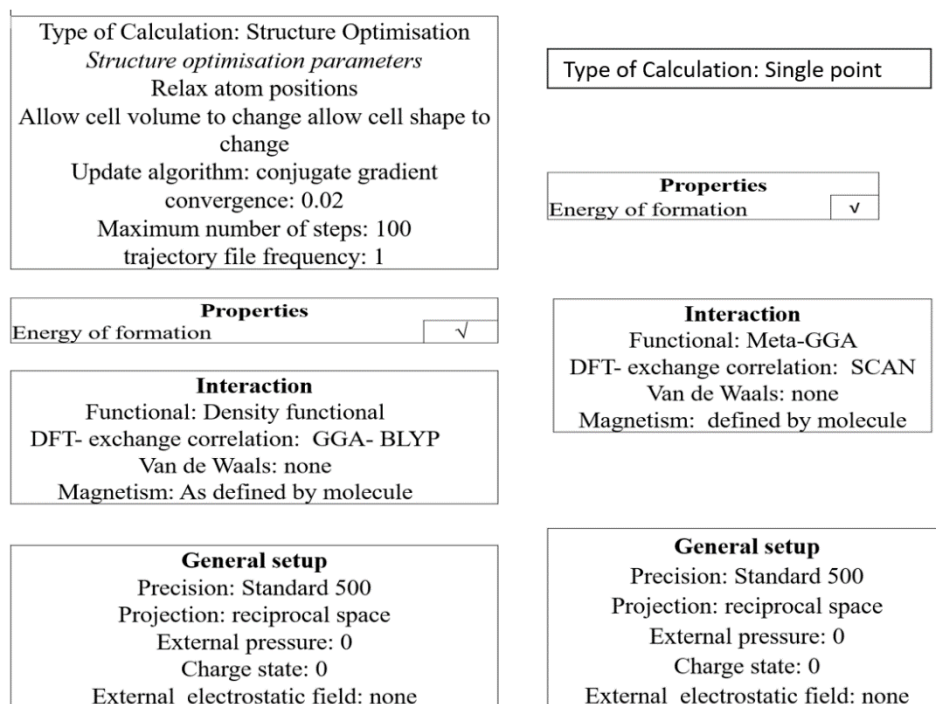 Type of Calculation: Structure Optimisation
Structure optimisation parameters
Relax atom positions
Allow cell volume to change allow cell shape to
change
Update algorithm: conjugate gradient
convergence: 0.02
Maximum number of steps: 100
trajectory file frequency: 1
Properties
Energy of formation √
Interaction
Functional: Density functional
DFT- exchange correlation: GGA- BLYP
Van de Waals: none
Magnetism: As defined by molecule
General setup
Precision: Standard 500
Projection: reciprocal space
External pressure: 0
Charge state: 0
External electrostatic field: none
Type of Calculation: Single point
Properties
Energy of formation √
Interaction
Functional: Meta-GGA
DFT- exchange correlation: SCAN
Van de Waals: none
Magnetism: defined by molecule
General setup
Precision: Standard 500
Projection: reciprocal space
External pressure: 0
Charge state: 0
External electrostatic field: none